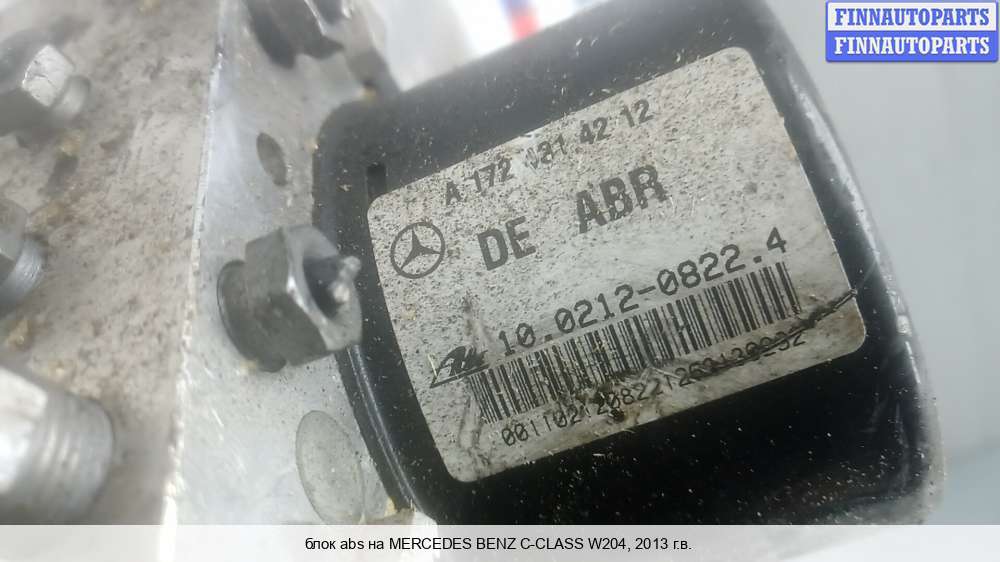 FINNAUTOPARTS
FINNAUTOPARTS
A 172 431 42 12
DE ABR
10.0212-0822.4
блок abs на MERCEDES BENZ C-CLASS W204, 2013 г.в.